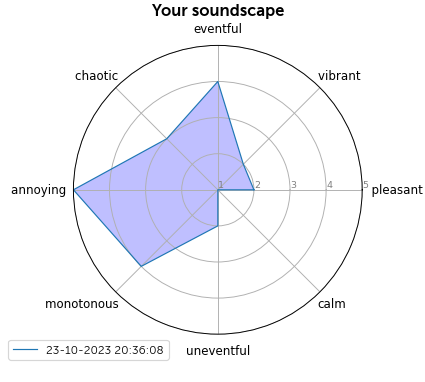 Your soundscape
eventful
chaotic
vibrant
annoying
1 2 3 4 5
pleasant
monotonous
calm
uneventful
23-10-2023 20:36:08